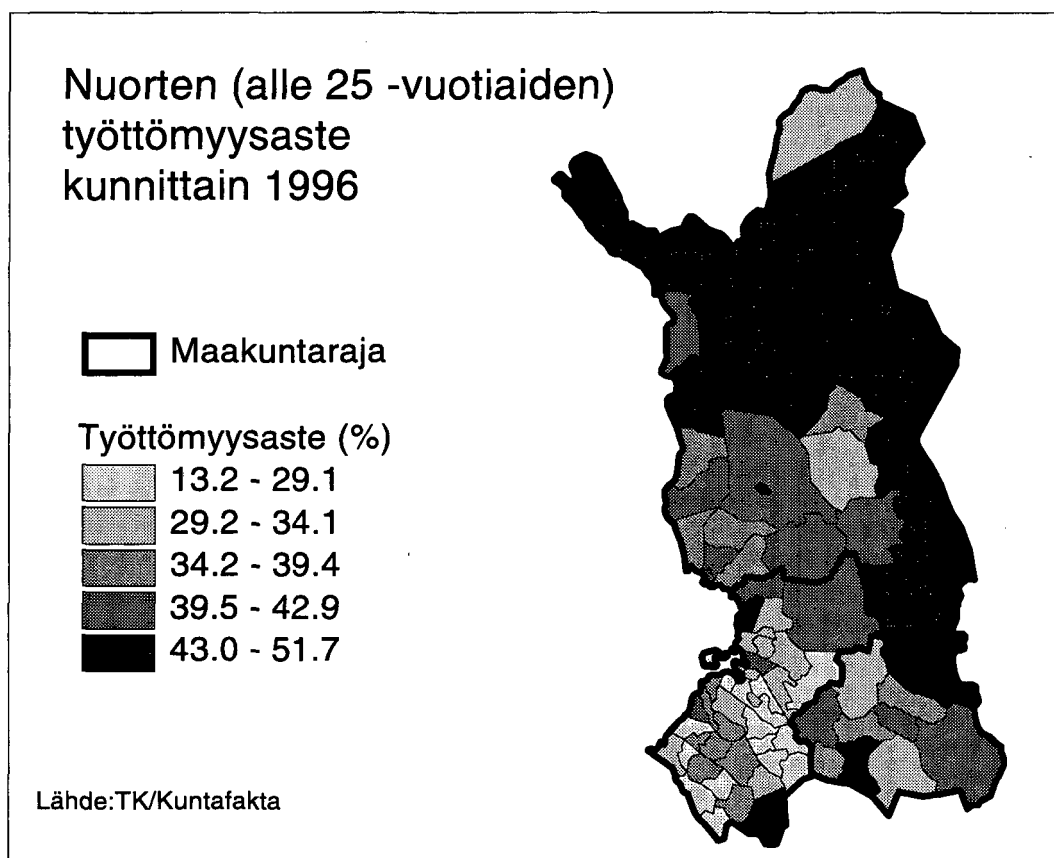 Nuorten (alle 25 -vuotiaiden)
työttömyysaste
kunnittain 1996
Maakuntaraja
Työttömyysaste (%)
13.2 - 29.1
29.2 - 34.1
34.2 - 39.4
39.5 - 42.9
43.0 - 51.7
Lähde:TK/Kuntafakta